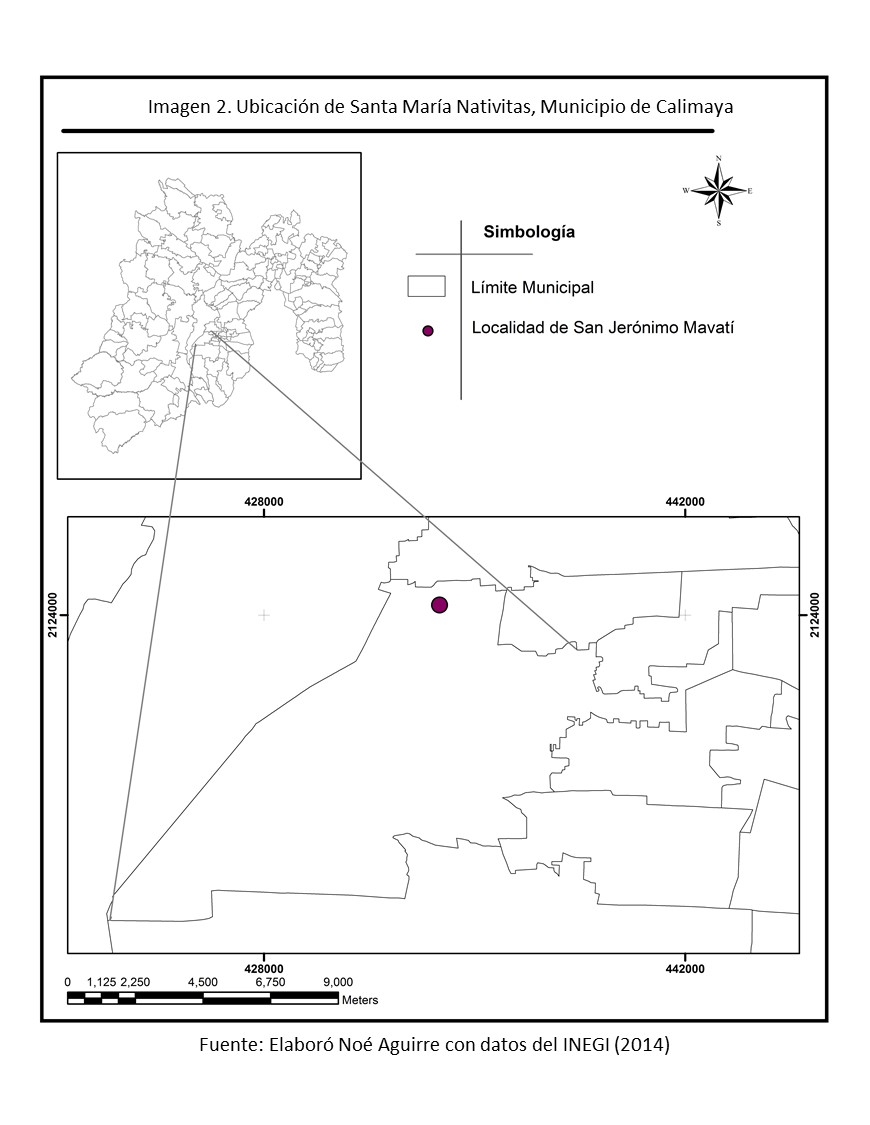 Imagen 2. Ubicación de Santa María Nativitas, Municipio de Calimaya
N
W E
S
Simbología
Límite Municipal
Localidad de San Jerónimo Mavatí
428000 442000
2124000 2124000
428000 442000
0 1,125 2,250 4,500 6,750 9,000
Meters
Fuente: Elaboró Noé Aguirre con datos del INEGI (2014)